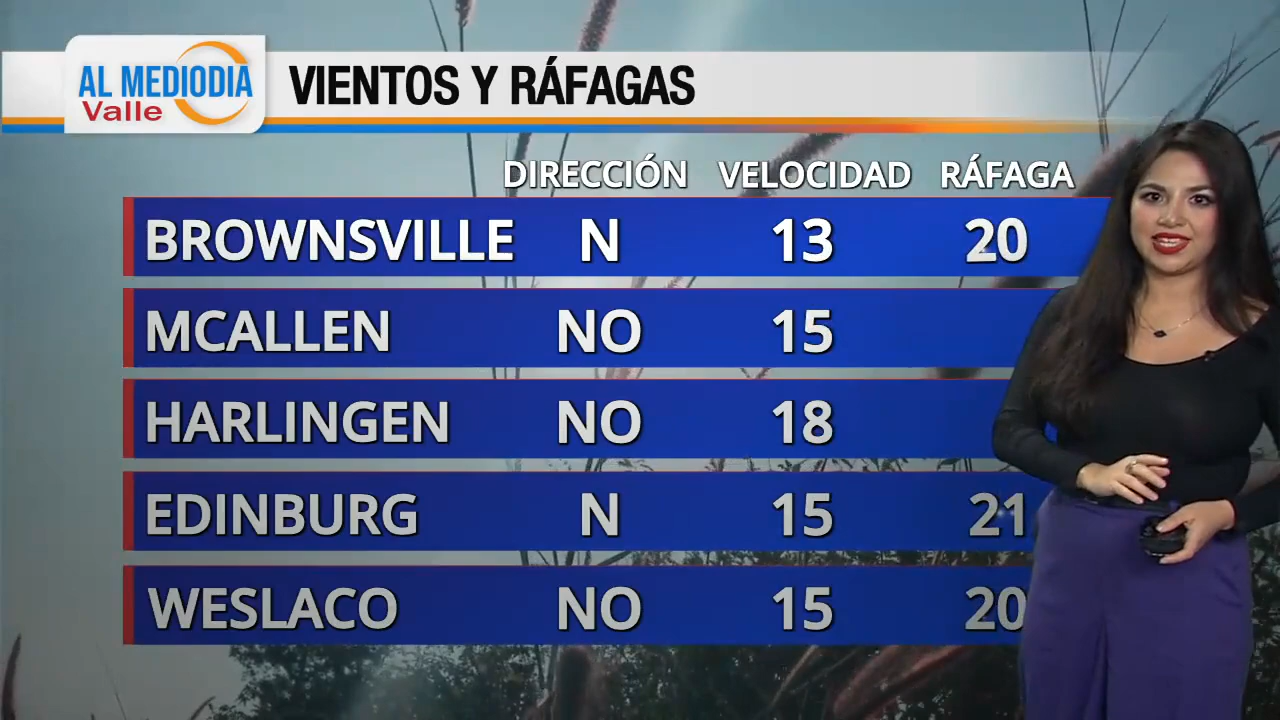 AL MEDIODIA
Valle
VIENTOS Y RÁFAGAS
DIRECCIÓN VELOCIDAD RÁFAGA
BROWNSVILLE N 13 20
MCALLEN NO 15
HARLINGEN NO 18
EDINBURG N 15 21
WESLACO NO 15 20